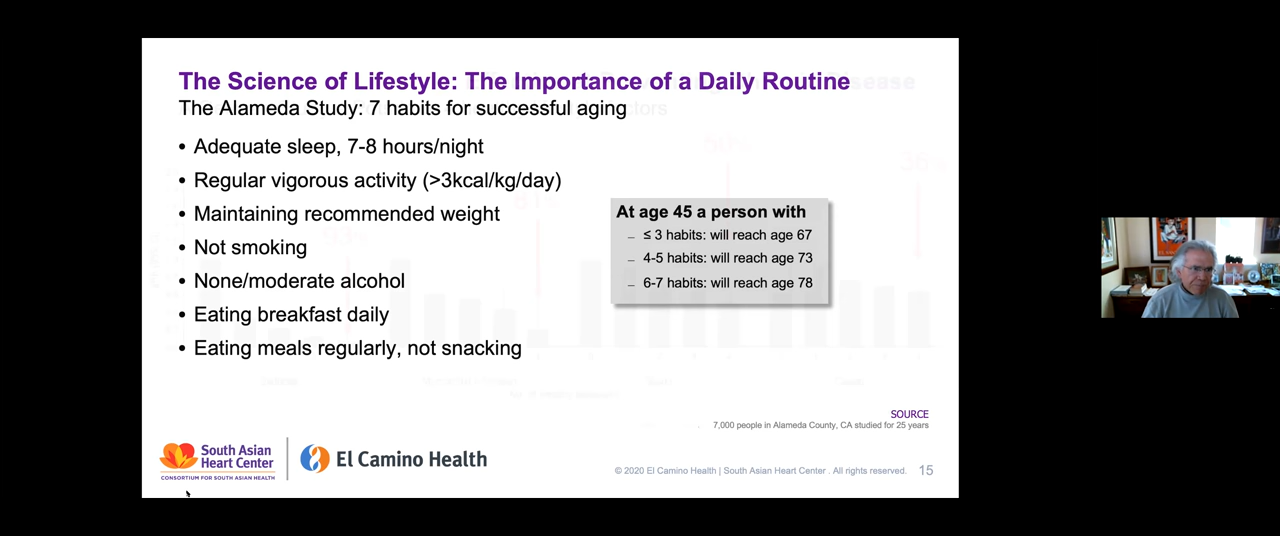 The Science of Lifestyle: The Importance of a Daily Routine
The Alameda Study: 7 habits for successful aging
• Adequate sleep, 7-8 hours/night
• Regular vigorous activity (>3kcal/kg/day)
• Maintaining recommended weight
• Not smoking
• None/moderate alcohol
• Eating breakfast daily
• Eating meals regularly, not snacking
At age 45 a person with
– ≤ 3 habits: will reach age 67
– 4-5 habits: will reach age 73
– 6-7 habits: will reach age 78
SOURCE
7,000 people in Alameda County, CA studied for 25 years
South Asian
Heart Center
CONSORTIUM FOR SOUTH ASIAN HEALTH
El Camino Health
© 2020 El Camino Health | South Asian Heart Center . All rights reserved. 15